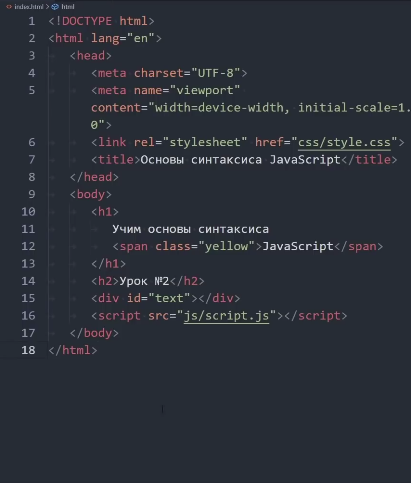 index.html > html
1 <!DOCTYPE html>
2 <html lang="en">
3 <head>
4 <meta charset="UTF-8">
5 <meta name="viewport"
content="width=device-width, initial-scale=1.
0">
6 <link rel="stylesheet" href="css/style.css">
7 <title>Основы синтаксиса JavaScript</title>
8 </head>
9 <body>
10 <h1>
11 Учим основы синтаксиса
12 <span class="yellow">JavaScript</span>
13 </h1>
14 <h2>Урок №2</h2>
15 <div id="text"></div>
16 <script src="js/script.js"></script>
17 </body>
18 </html>